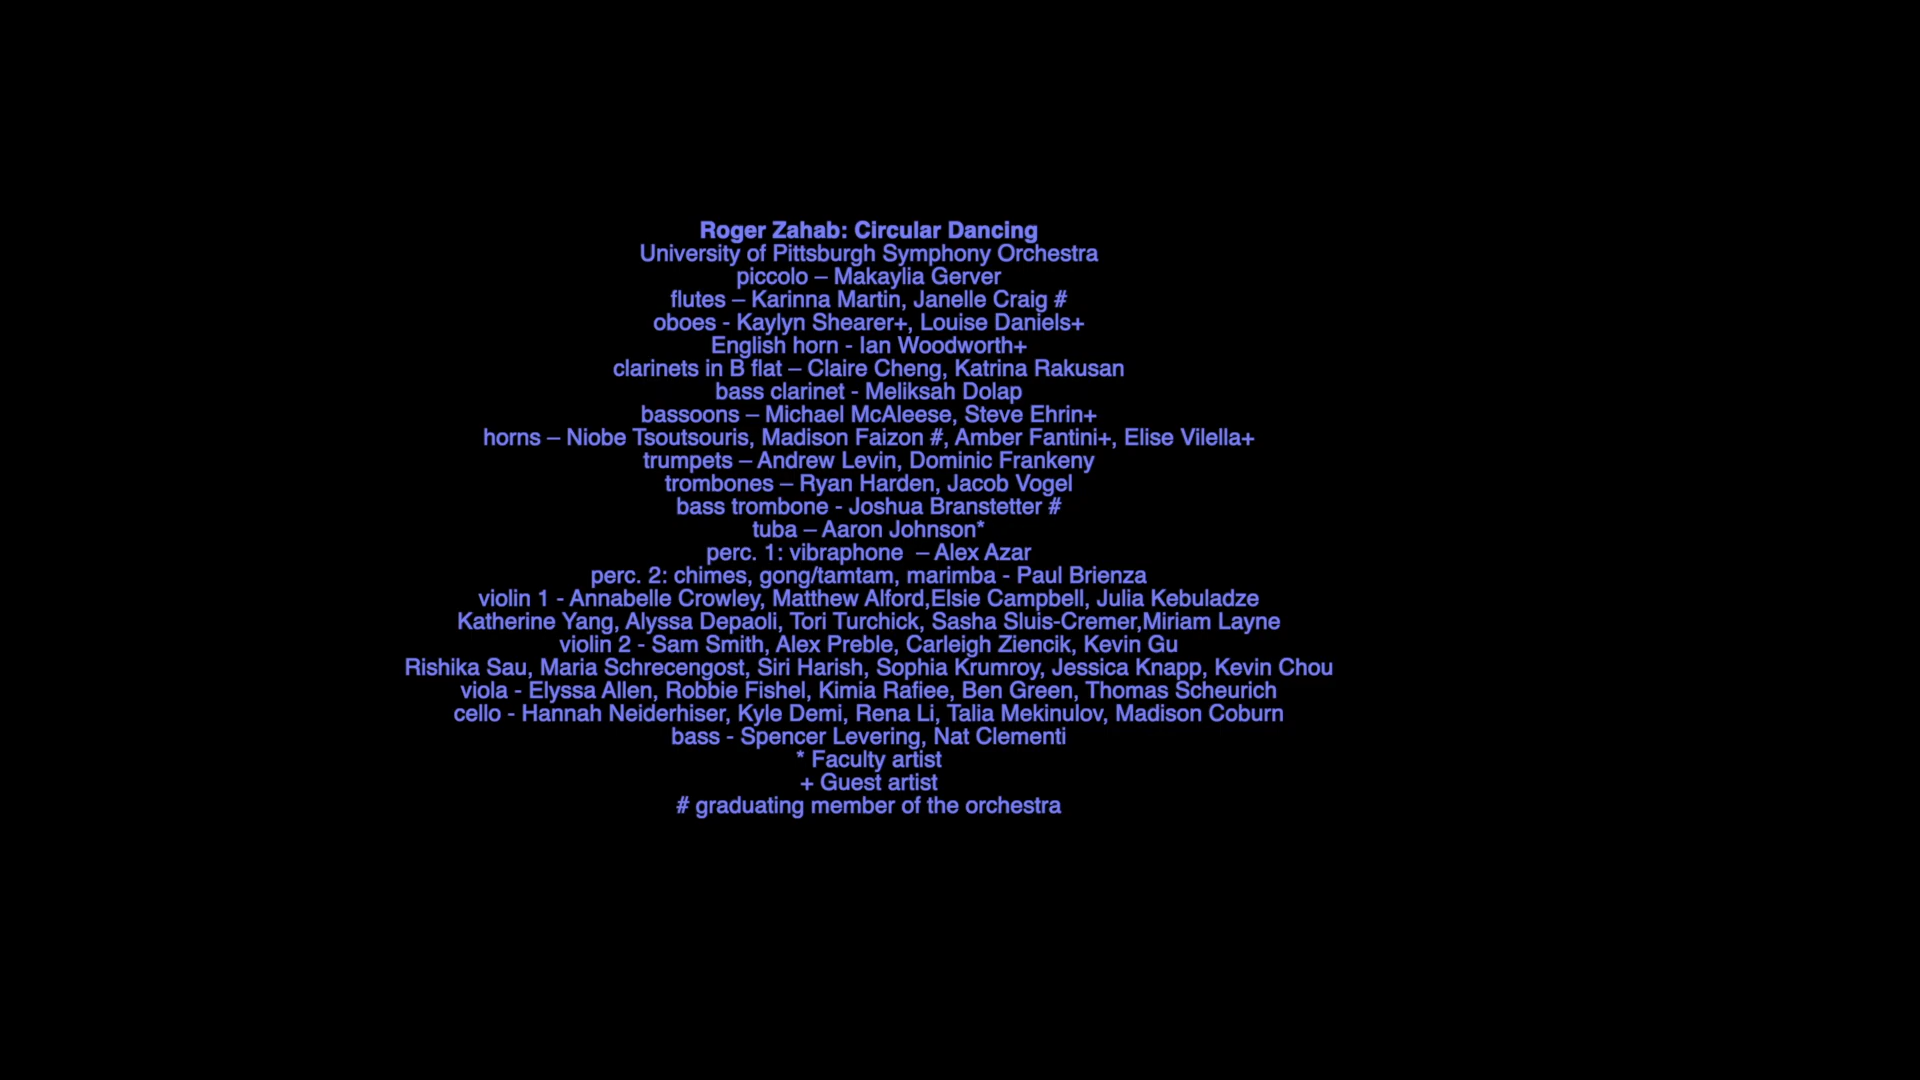 Roger Zahab: Circular Dancing
University of Pittsburgh Symphony Orchestra
piccolo – Makaylia Gerver
flutes – Karinna Martin, Janelle Craig #
oboes - Kaylyn Shearer+, Louise Daniels+
English horn - Ian Woodworth+
clarinets in B flat – Claire Cheng, Katrina Rakusan
bass clarinet - Meliksah Dolap
bassoons – Michael McAleese, Steve Ehrin+
horns – Niobe Tsoutsouris, Madison Faizon #, Amber Fantini+, Elise Vilella+
trumpets – Andrew Levin, Dominic Frankeny
trombones – Ryan Harden, Jacob Vogel
bass trombone - Joshua Branstetter #
tuba – Aaron Johnson*
perc. 1: vibraphone  – Alex Azar
perc. 2: chimes, gong/tamtam, marimba - Paul Brienza
violin 1 - Annabelle Crowley, Matthew Alford,Elsie Campbell, Julia Kebuladze
Katherine Yang, Alyssa Depaoli, Tori Turchick, Sasha Sluis-Cremer,Miriam Layne
violin 2 - Sam Smith, Alex Preble, Carleigh Ziencik, Kevin Gu
Rishika Sau, Maria Schrecengost, Siri Harish, Sophia Krumroy, Jessica Knapp, Kevin Chou
viola - Elyssa Allen, Robbie Fishel, Kimia Rafiee, Ben Green, Thomas Scheurich
cello - Hannah Neiderhiser, Kyle Demi, Rena Li, Talia Mekinulov, Madison Coburn
bass - Spencer Levering, Nat Clementi
* Faculty artist
+ Guest artist
# graduating member of the orchestra